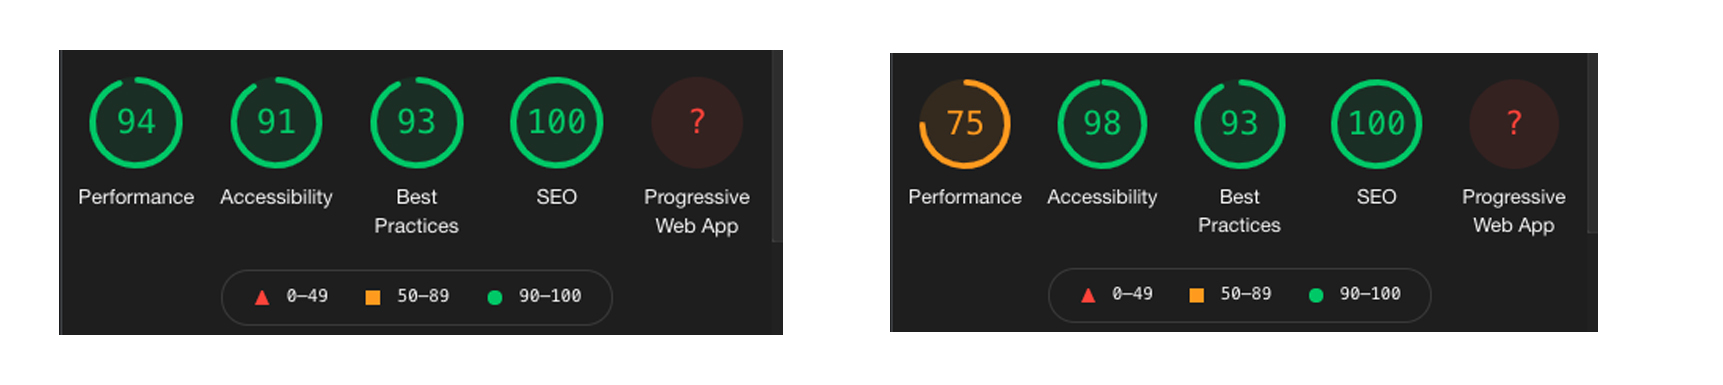 94 91 93 100 ?
Performance Accessibility Best Practices SEO Progressive Web App
0–49 50–89 90–100
75 98 93 100 ?
Performance Accessibility Best Practices SEO Progressive Web App
0–49 50–89 90–100